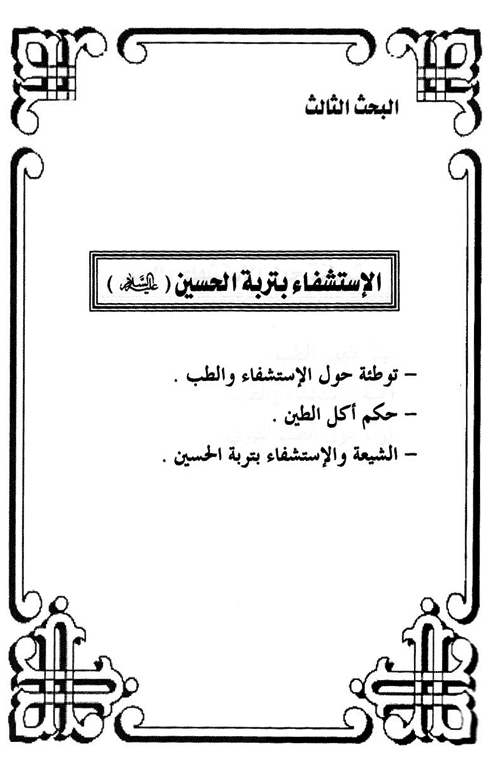 البحث الثالث
الإستشفاء بتربة الحسين ( عليه السلام )
– توطئة حول الإستشفاء والطب .
– حكم أكل الطين .
– الشيعة والإستشفاء بتربة الحسين .